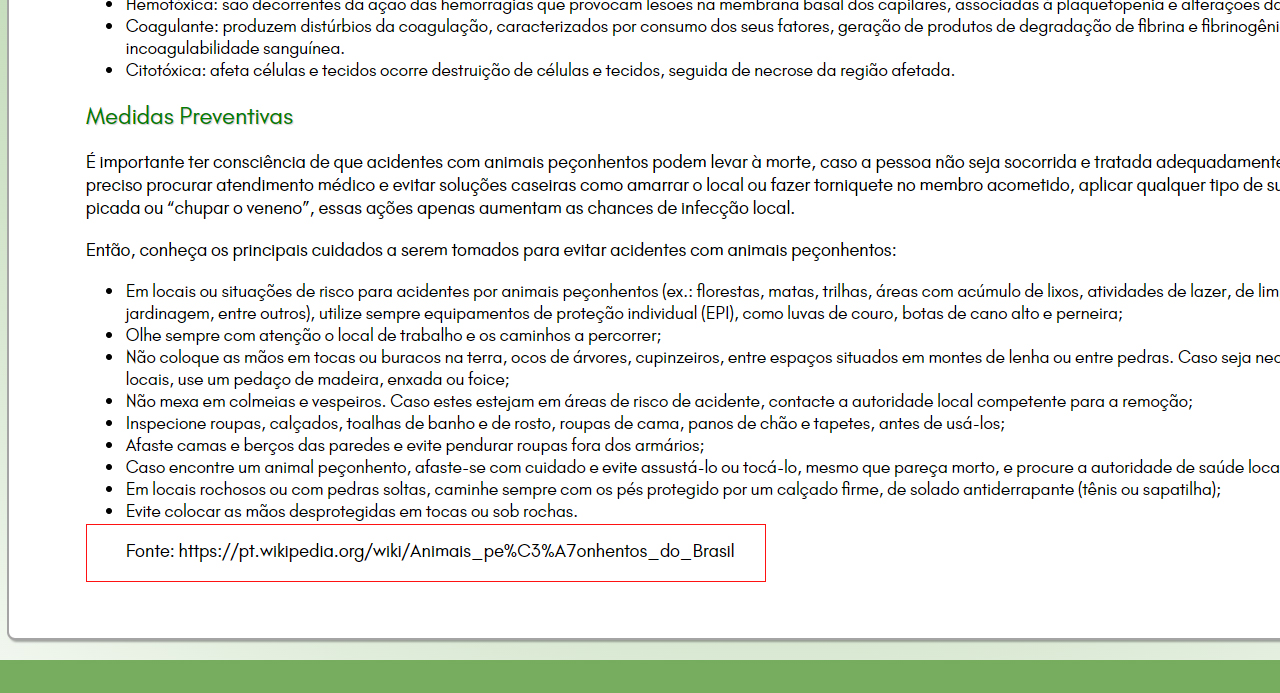 Hemotóxica: são decorrentes da ação das hemorragias que provocam lesões na membrana basal dos capilares, associadas à plaquetopenia e alterações da
Coagulante: produzem distúrbios da coagulação, caracterizados por consumo dos seus fatores, geração de produtos de degradação de fibrina e fibrinogêni
incoagulabilidade sanguínea.
Citotóxica: afeta células e tecidos ocorre destruição de células e tecidos, seguida de necrose da região afetada.
Medidas Preventivas
É importante ter consciência de que acidentes com animais peçonhentos podem levar à morte, caso a pessoa não seja socorrida e tratada adequadamente
preciso procurar atendimento médico e evitar soluções caseiras como amarrar o local ou fazer torniquete no membro acometido, aplicar qualquer tipo de su
picada ou “chupar o veneno”, essas ações apenas aumentam as chances de infecção local.
Então, conheça os principais cuidados a serem tomados para evitar acidentes com animais peçonhentos:
Em locais ou situações de risco para acidentes por animais peçonhentos (ex.: florestas, matas, trilhas, áreas com acúmulo de lixos, atividades de lazer, de lim
jardinagem, entre outros), utilize sempre equipamentos de proteção individual (EPI), como luvas de couro, botas de cano alto e perneira;
Olhe sempre com atenção o local de trabalho e os caminhos a percorrer;
Não coloque as mãos em tocas ou buracos na terra, ocos de árvores, cupinzeiros, entre espaços situados em montes de lenha ou entre pedras. Caso seja nec
locais, use um pedaço de madeira, enxada ou foice;
Não mexa em colmeias e vespeiros. Caso estes estejam em áreas de risco de acidente, contacte a autoridade local competente para a remoção;
Inspecione roupas, calçados, toalhas de banho e de rosto, roupas de cama, panos de chão e tapetes, antes de usá-los;
Afaste camas e berços das paredes e evite pendurar roupas fora dos armários;
Caso encontre um animal peçonhento, afaste-se com cuidado e evite assustá-lo ou tocá-lo, mesmo que pareça morto, e procure a autoridade de saúde loca
Em locais rochosos ou com pedras soltas, caminhe sempre com os pés protegido por um calçado firme, de solado antiderrapante (tênis ou sapatilha);
Evite colocar as mãos desprotegidas em tocas ou sob rochas.
Fonte: https://pt.wikipedia.org/wiki/Animais_pe%C3%A7onhentos_do_Brasil